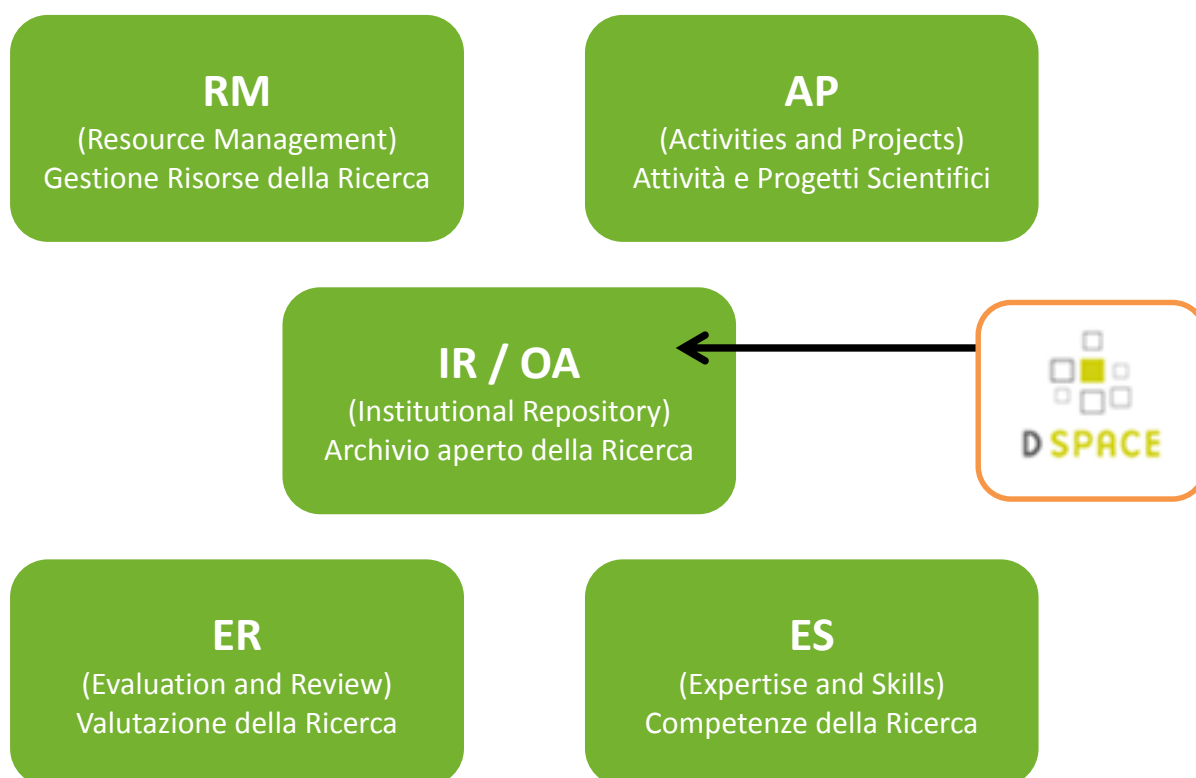 RM
(Resource Management)
Gestione Risorse della Ricerca
AP
(Activities and Projects)
Attività e Progetti Scientifici
IR / OA
(Institutional Repository)
Archivio aperto della Ricerca
D SPACE
ER
(Evaluation and Review)
Valutazione della Ricerca
ES
(Expertise and Skills)
Competenze della Ricerca